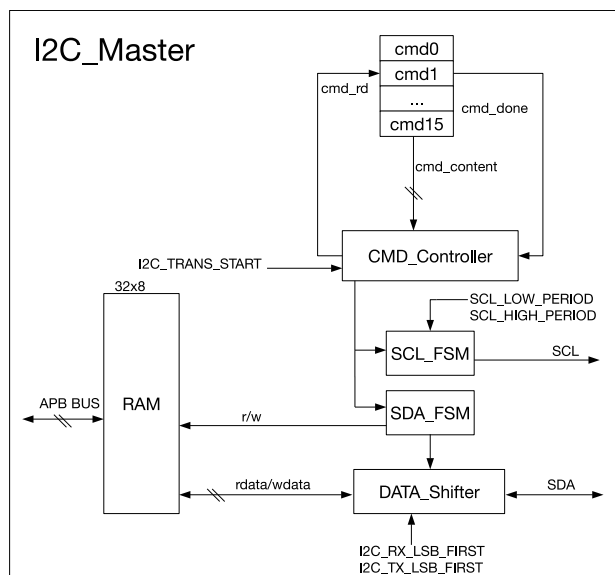 I2C_Master
cmd0
cmd1
...
cmd15
cmd_rd
cmd_done
cmd_content
CMD_Controller
I2C_TRANS_START
32x8
SCL_LOW_PERIOD
SCL_HIGH_PERIOD
SCL_FSM
SCL
APB BUS
RAM
r/w
SDA_FSM
rdata/wdata
DATA_Shifter
SDA
I2C_RX_LSB_FIRST
I2C_TX_LSB_FIRST